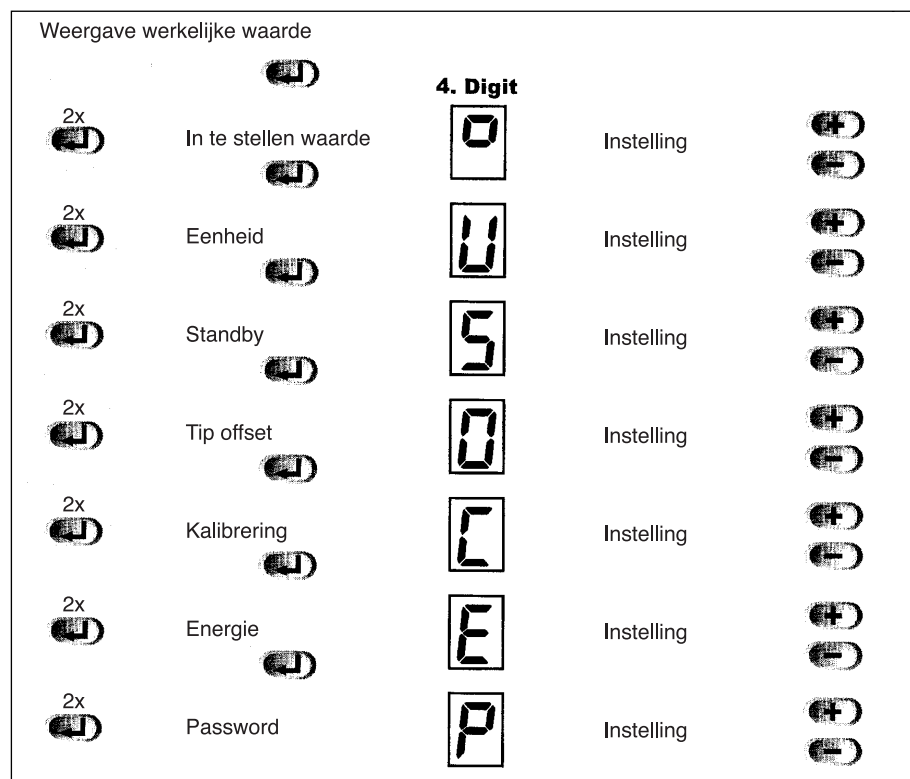 Weergave werkelijke waarde
4. Digit
2x
In te stellen waarde o Instelling + -
2x
Eenheid U Instelling + -
2x
Standby S Instelling + -
2x
Tip offset 0 Instelling + -
2x
Kalibrering C Instelling + -
2x
Energie E Instelling + -
2x
Password P Instelling + -